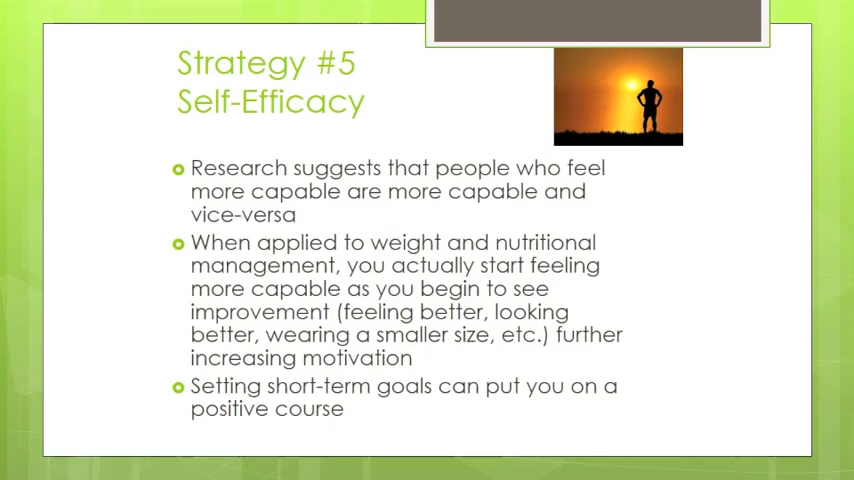 Strategy #5
Self-Efficacy
Research suggests that people who feel
more capable are more capable and
vice-versa
When applied to weight and nutritional
management, you actually start feeling
more capable as you begin to see
improvement (feeling better, looking
better, wearing a smaller size, etc.) further
increasing motivation
Setting short-term goals can put you on a
positive course